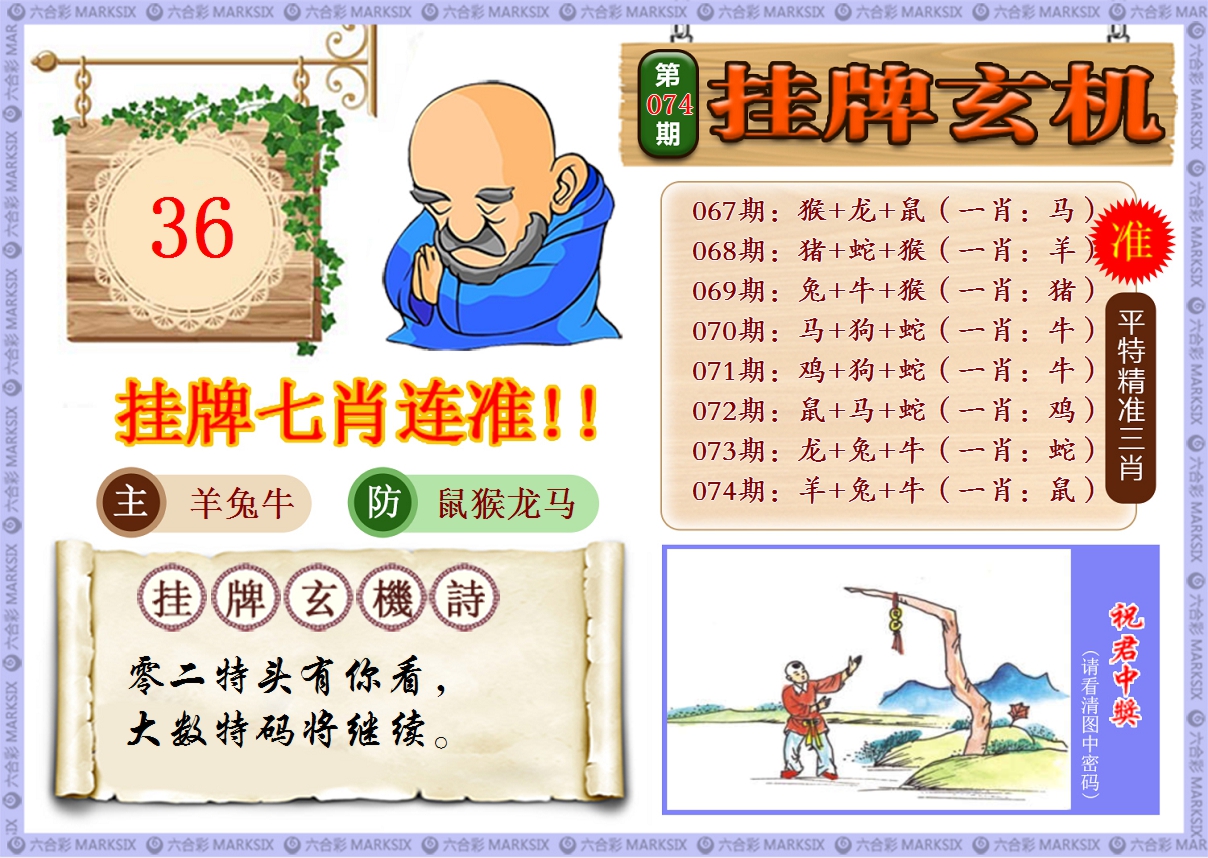 六合彩 MARKSIX
36
第
074
期
挂牌玄机
067期：猴+龙+鼠（一肖：马）
068期：猪+蛇+猴（一肖：羊）
069期：兔+牛+猴（一肖：猪）
070期：马+狗+蛇（一肖：牛）
071期：鸡+狗+蛇（一肖：牛）
072期：鼠+马+蛇（一肖：鸡）
073期：龙+兔+牛（一肖：蛇）
074期：羊+兔+牛（一肖：鼠）
准
平特精准三肖
挂牌七肖连准!!
主 羊兔牛
防 鼠猴龙马
挂牌玄機詩
零二特头有你看，
大数特码将继续。
祝君中奖
（请看清图中密码）